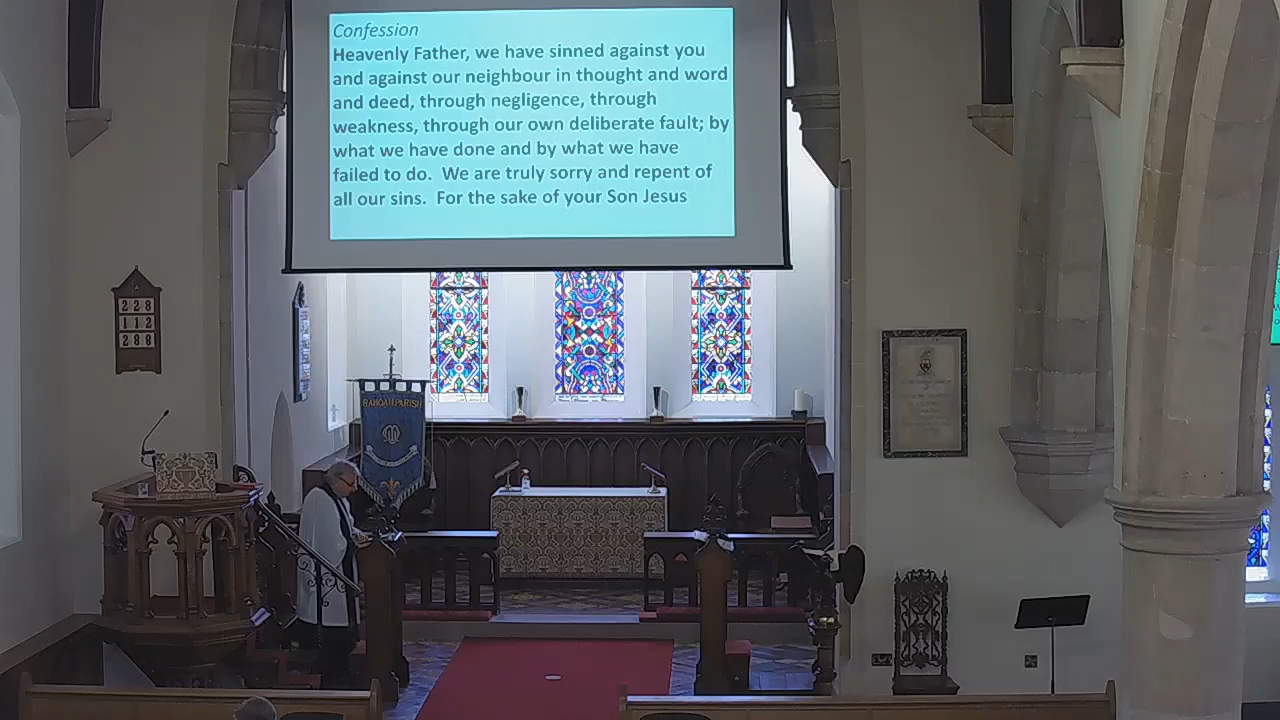 Confession
Heavenly Father, we have sinned against you
and against our neighbour in thought and word
and deed, through negligence, through
weakness, through our own deliberate fault; by
what we have done and by what we have
failed to do.  We are truly sorry and repent of
all our sins.  For the sake of your Son Jesus
228
112
288
RAMOAN PARISH